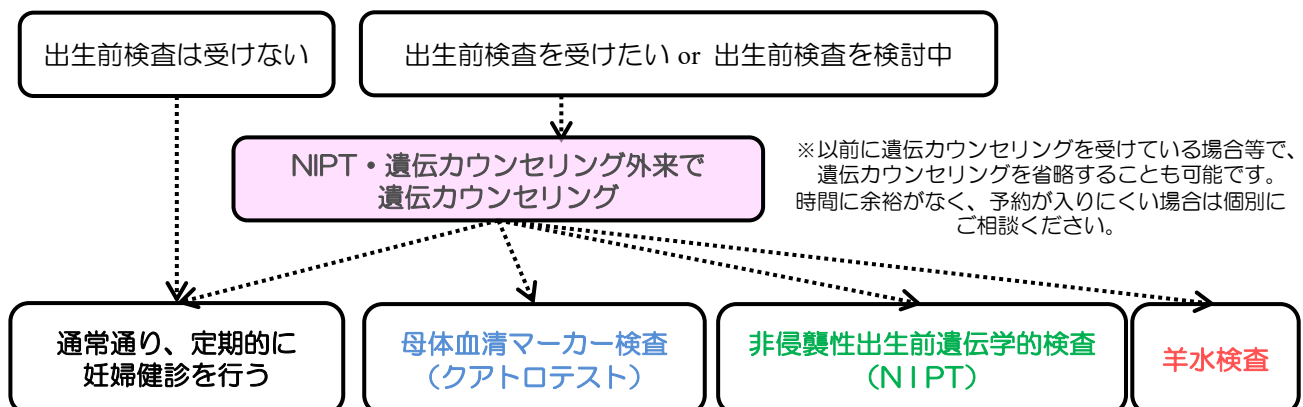 出生前検査は受けない
出生前検査を受けたい or 出生前検査を検討中
NIPT・遺伝カウンセリング外来で
遺伝カウンセリング
※以前に遺伝カウンセリングを受けている場合等で、
遺伝カウンセリングを省略することも可能です。
時間に余裕がなく、予約が入りにくい場合は個別に
ご相談ください。
通常通り、定期的に
妊婦健診を行う
母体血清マーカー検査
（クアトロテスト）
非侵襲性出生前遺伝学的検査
（NIPT）
羊水検査